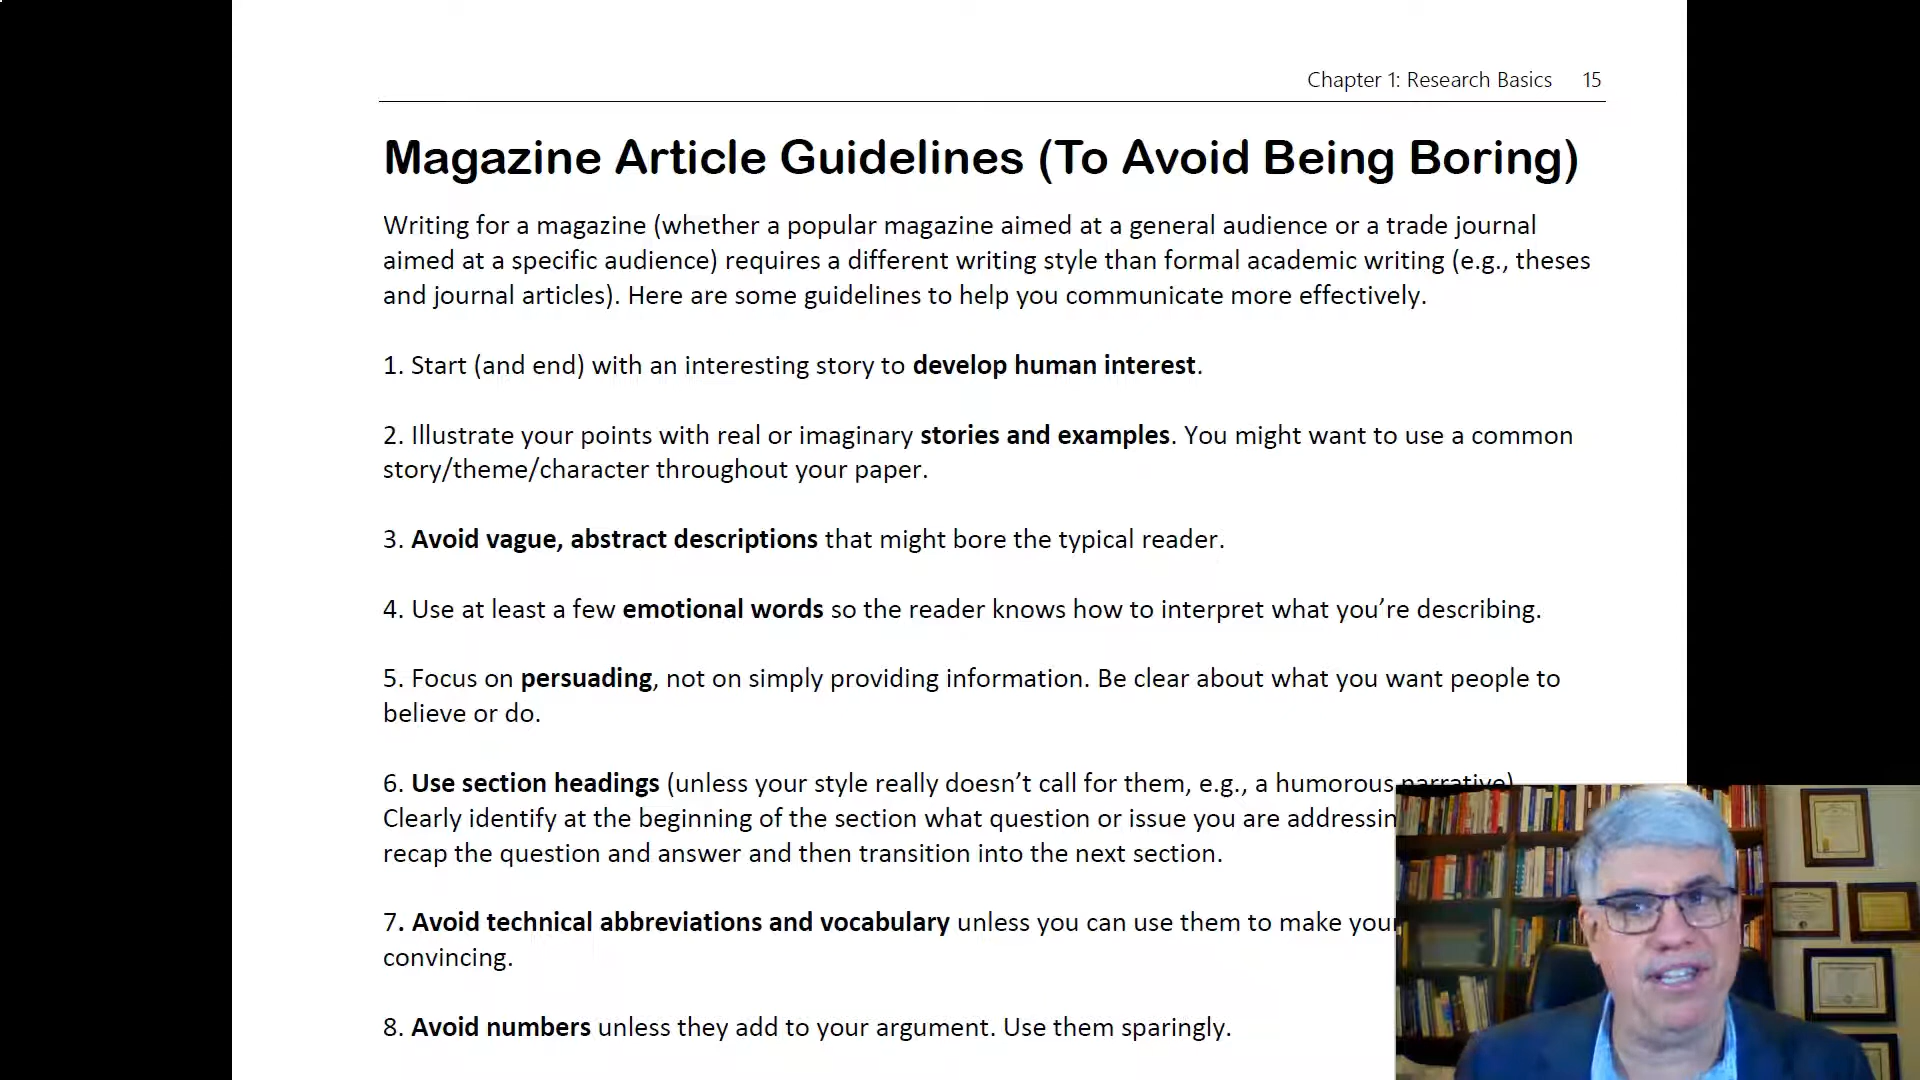 Chapter 1: Research Basics 15
Magazine Article Guidelines (To Avoid Being Boring)
Writing for a magazine (whether a popular magazine aimed at a general audience or a trade journal
aimed at a specific audience) requires a different writing style than formal academic writing (e.g., theses
and journal articles). Here are some guidelines to help you communicate more effectively.
1. Start (and end) with an interesting story to develop human interest.
2. Illustrate your points with real or imaginary stories and examples. You might want to use a common
story/theme/character throughout your paper.
3. Avoid vague, abstract descriptions that might bore the typical reader.
4. Use at least a few emotional words so the reader knows how to interpret what you’re describing.
5. Focus on persuading, not on simply providing information. Be clear about what you want people to
believe or do.
6. Use section headings (unless your style really doesn’t call for them, e.g., a humorous narrative)
Clearly identify at the beginning of the section what question or issue you are addressin
recap the question and answer and then transition into the next section.
7. Avoid technical abbreviations and vocabulary unless you can use them to make your
convincing.
8. Avoid numbers unless they add to your argument. Use them sparingly.